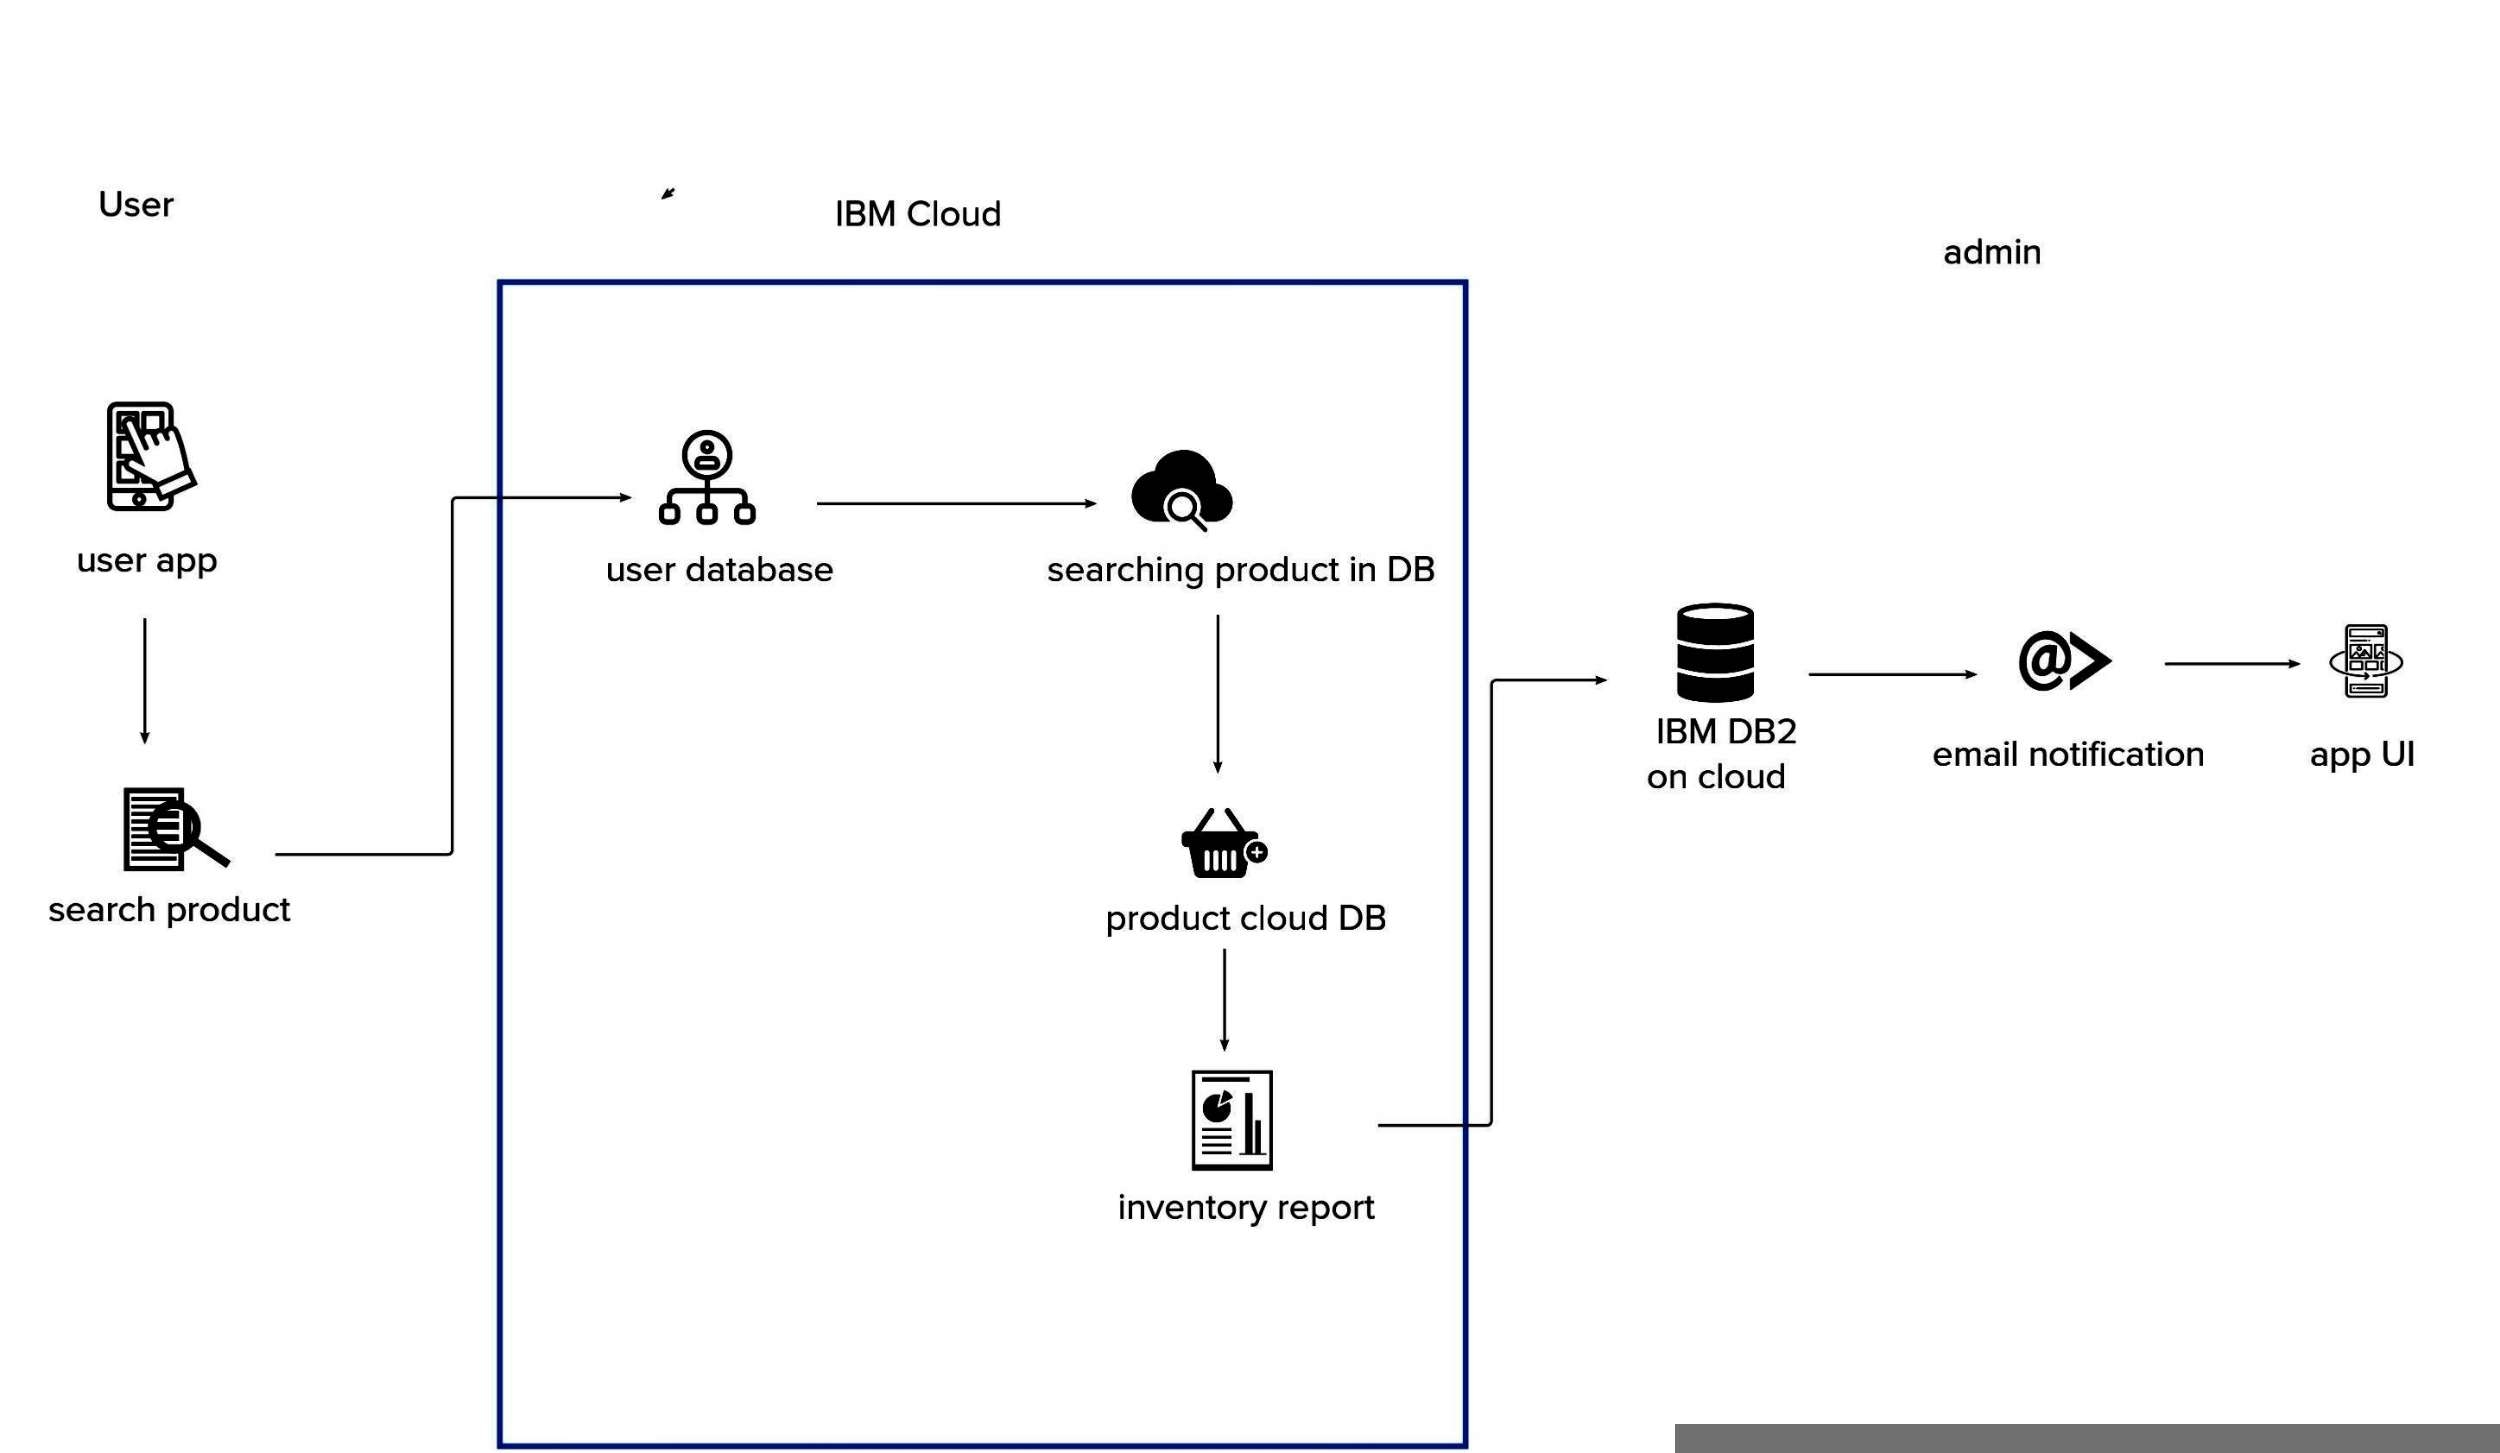 User
IBM Cloud
admin
user app
user database
searching product in DB
IBM DB2
on cloud
email notification
app UI
search product
product cloud DB
inventory report